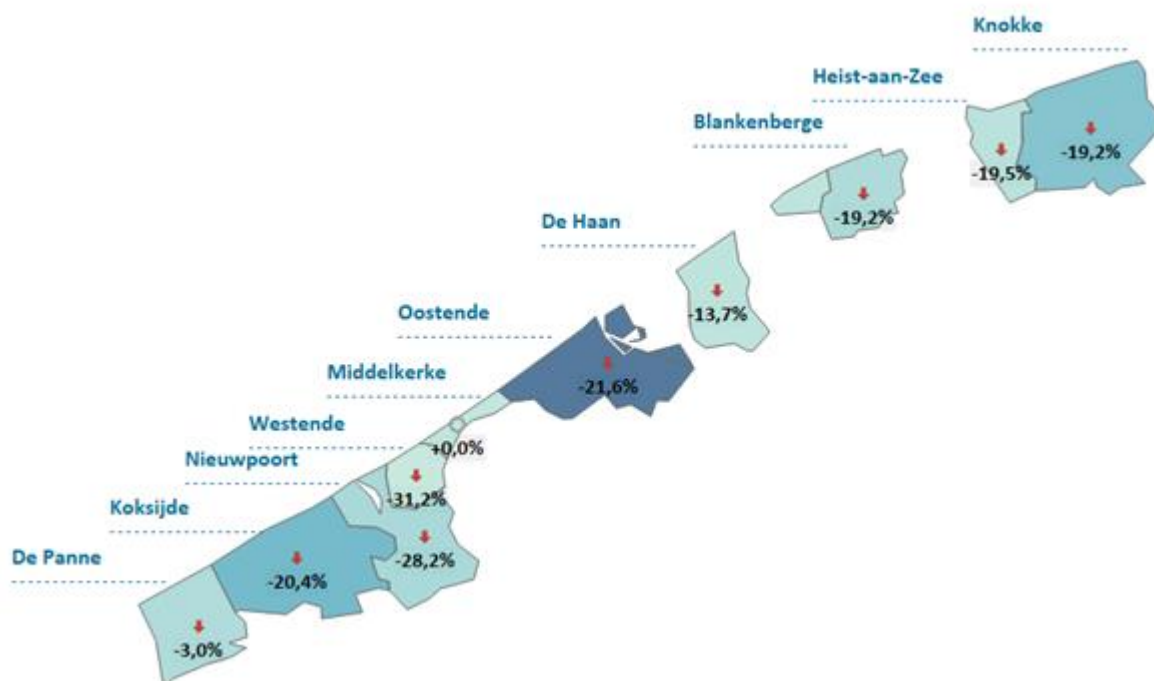 Knokke
Heist-aan-Zee
Blankenberge
-19,2%
-19,5%
-19,2%
De Haan
-13,7%
Oostende
-21,6%
Middelkerke
Westende
+0,0%
Nieuwpoort
-31,2%
Koksijde
-28,2%
De Panne
-20,4%
-3,0%